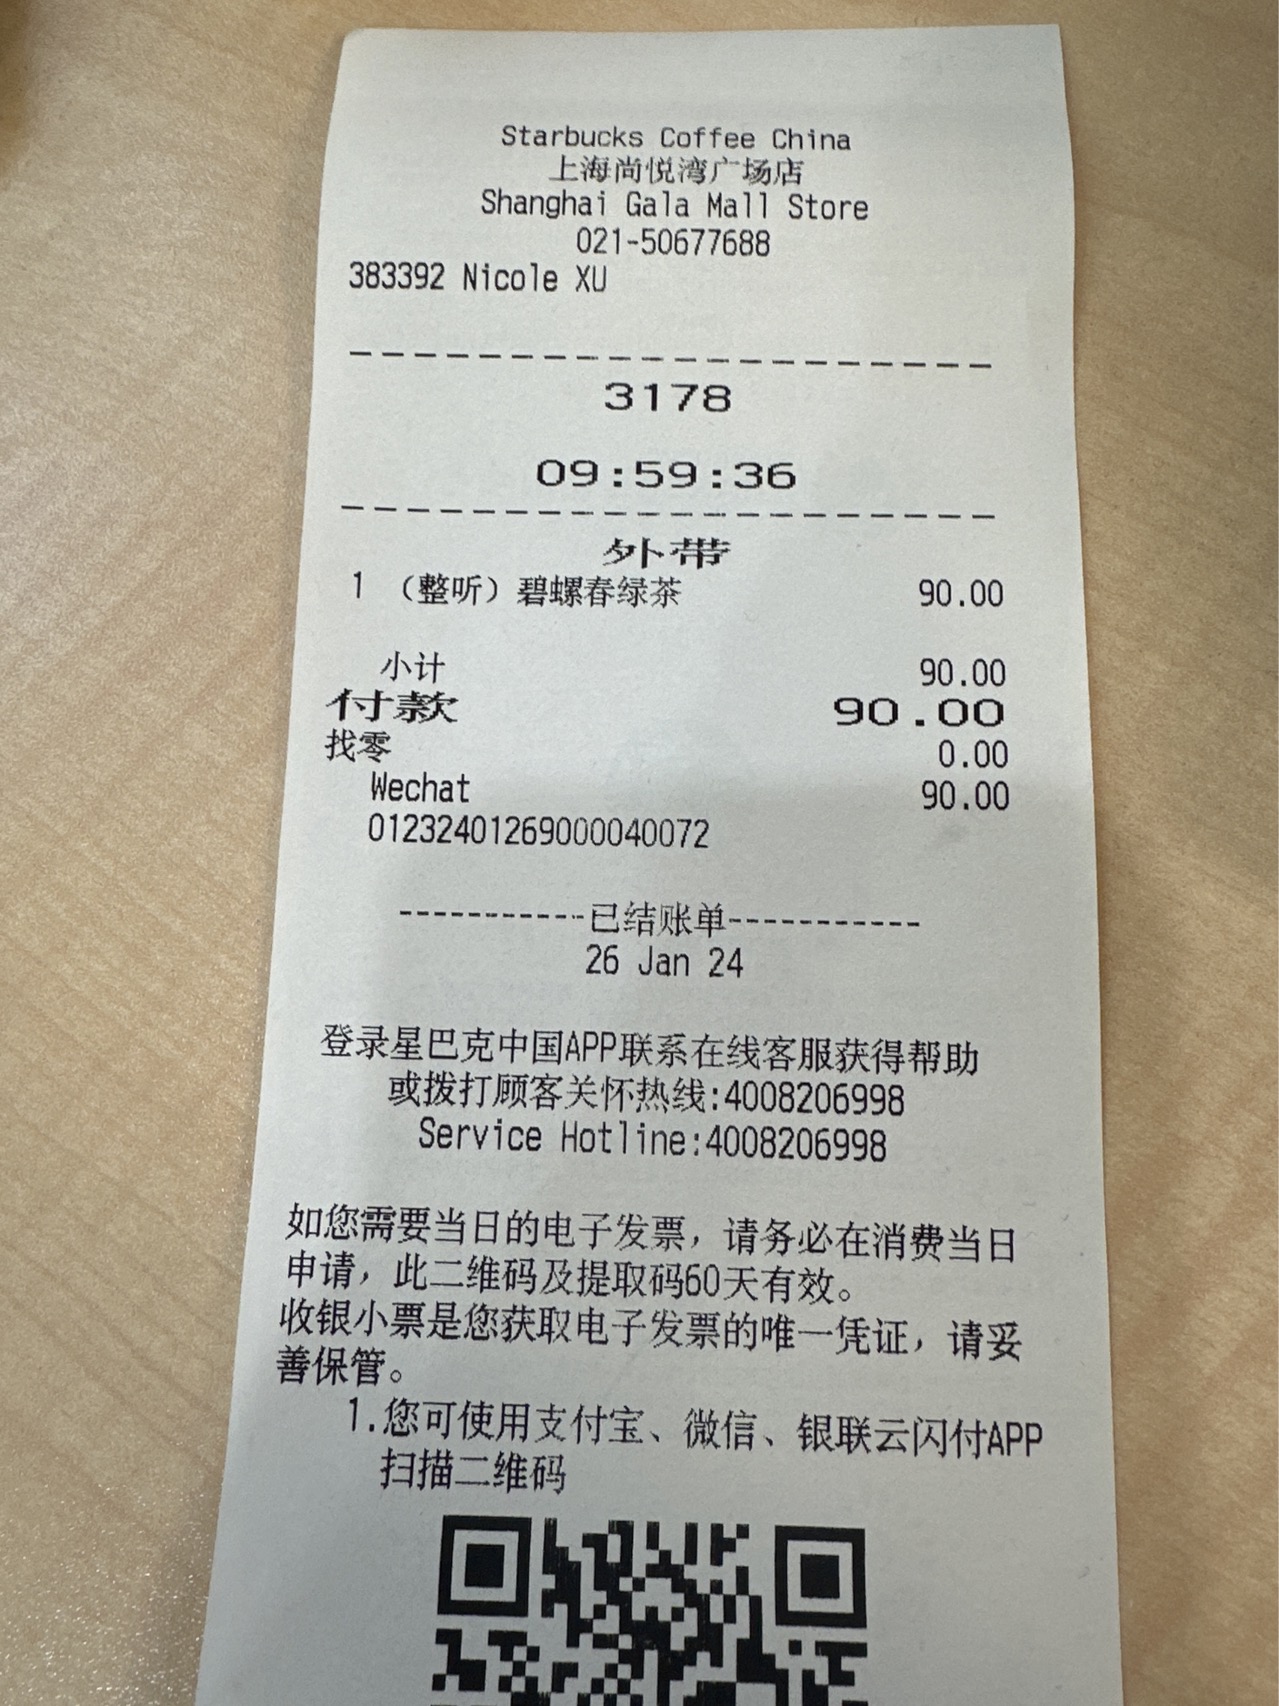 Starbucks Coffee China
上海尚悦湾广场店
Shanghai Gala Mall Store
021-50677688
383392 Nicole XU
3178
09:59:36
外带
1 （整听）碧螺春绿茶 90.00
小计 90.00
付款 90.00
找零 0.00
Wechat 90.00
01232401269000040072
-----------已结账单-----------
26 Jan 24
登录星巴克中国APP联系在线客服获得帮助
或拨打顾客关怀热线:4008206998
Service Hotline:4008206998
如您需要当日的电子发票，请务必在消费当日
申请，此二维码及提取码60天有效。
收银小票是您获取电子发票的唯一凭证，请妥
善保管。
1.您可使用支付宝、微信、银联云闪付APP
扫描二维码